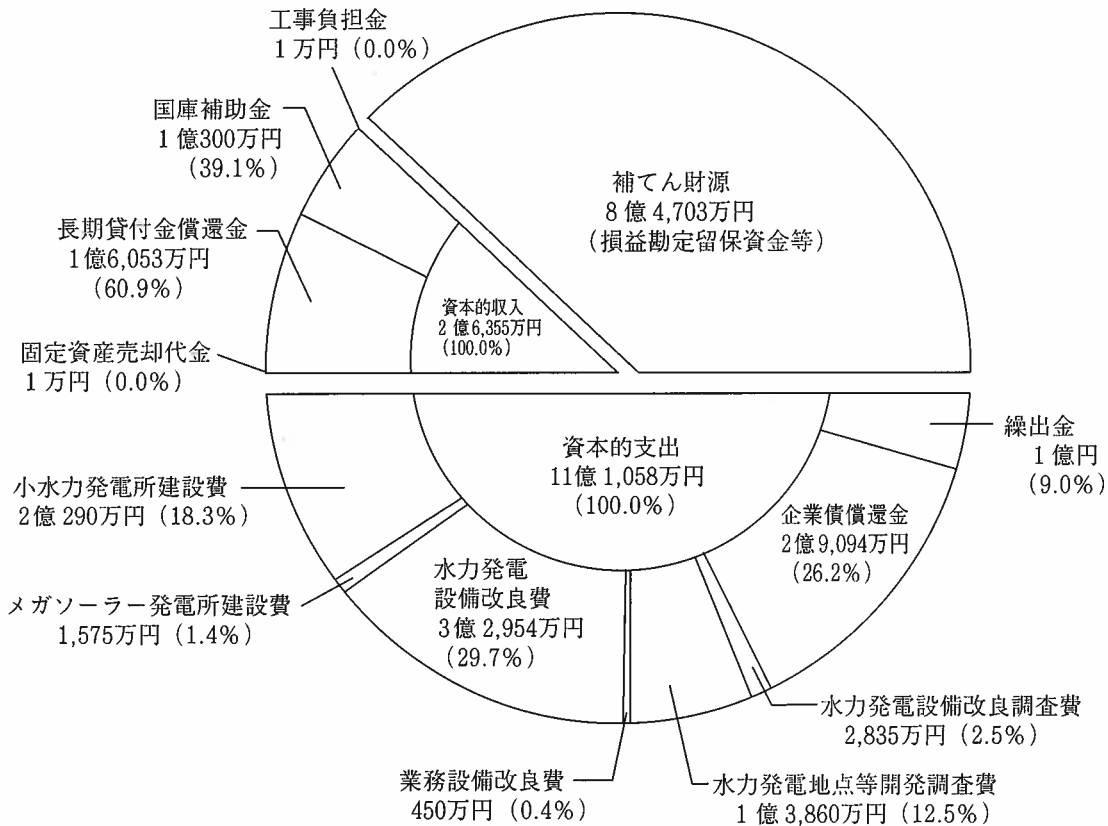 工事負担金
1万円(0.0%)
国庫補助金
1億300万円
(39.1%)
長期貸付金償還金
1億6,053万円
(60.9%)
固定資産売却代金
1万円(0.0%)
資本的収入
2億6,355万円
(100.0%)
補てん財源
8億4,703万円
(損益勘定留保資金等)
資本的支出
11億1,058万円
(100.0%)
繰出金
1億円
(9.0%)
企業債償還金
2億9,094万円
(26.2%)
小水力発電所建設費
2億290万円(18.3%)
メガソーラー発電所建設費
1,575万円(1.4%)
水力発電
設備改良費
3億2,954万円
(29.7%)
業務設備改良費
450万円(0.4%)
水力発電設備改良調査費
2,835万円(2.5%)
水力発電地点等開発調査費
1億3,860万円(12.5%)